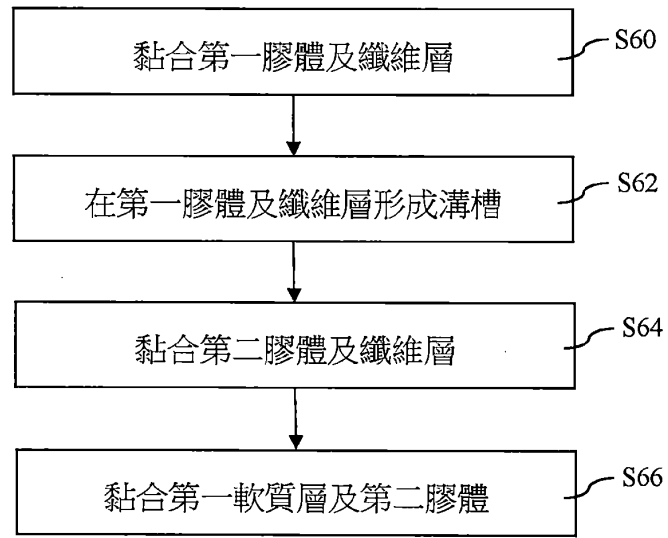 黏合第一膠體及纖維層
S60
在第一膠體及纖維層形成溝槽
S62
黏合第二膠體及纖維層
S64
黏合第一軟質層及第二膠體
S66